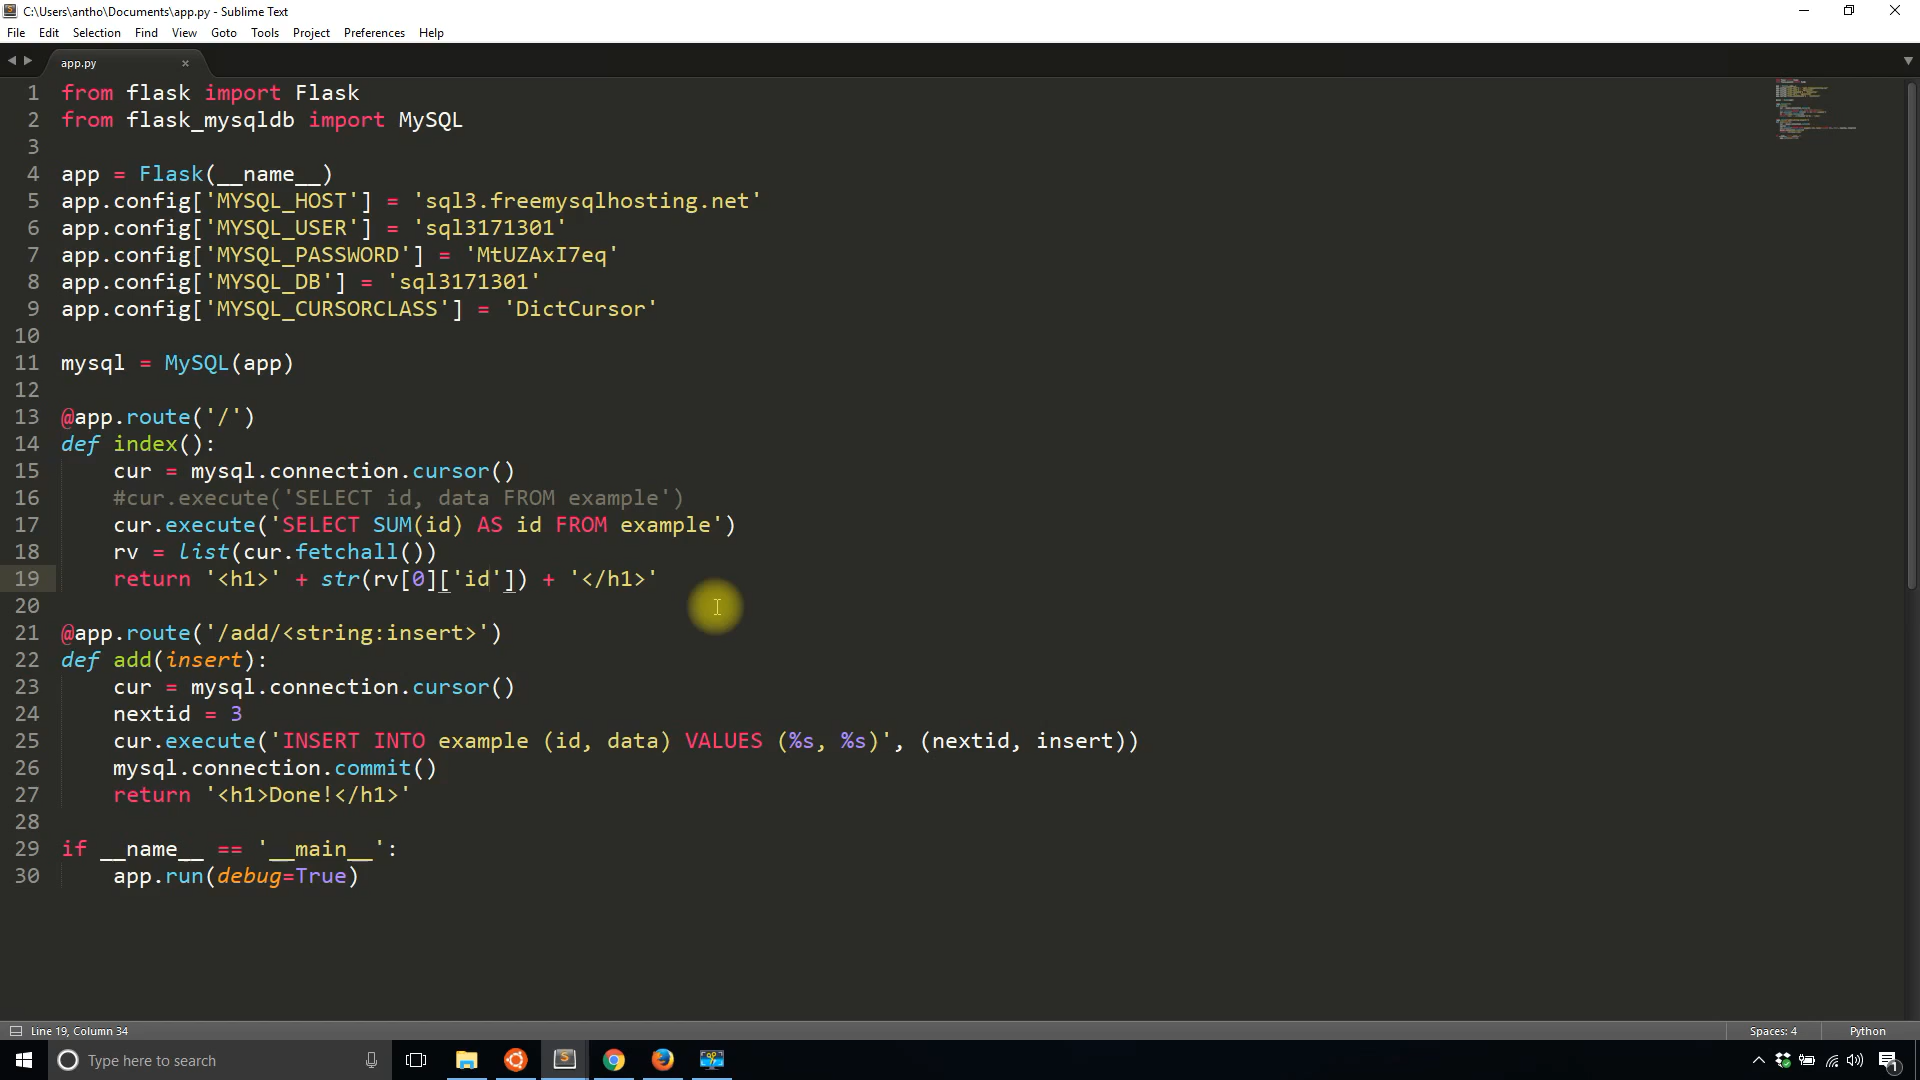 C:\Users\antho\Documents\app.py - Sublime Text
File Edit Selection Find View Goto Tools Project Preferences Help
app.py
1 from flask import Flask
2 from flask_mysqldb import MySQL
3
4 app = Flask(__name__)
5 app.config['MYSQL_HOST'] = 'sql3.freemysqlhosting.net'
6 app.config['MYSQL_USER'] = 'sql3171301'
7 app.config['MYSQL_PASSWORD'] = 'MtUZAxI7eq'
8 app.config['MYSQL_DB'] = 'sql3171301'
9 app.config['MYSQL_CURSORCLASS'] = 'DictCursor'
10
11 mysql = MySQL(app)
12
13 @app.route('/')
14 def index():
15     cur = mysql.connection.cursor()
16     #cur.execute('SELECT id, data FROM example')
17     cur.execute('SELECT SUM(id) AS id FROM example')
18     rv = list(cur.fetchall())
19     return '<h1>' + str(rv[0]['id']) + '</h1>'
20
21 @app.route('/add/<string:insert>')
22 def add(insert):
23     cur = mysql.connection.cursor()
24     nextid = 3
25     cur.execute('INSERT INTO example (id, data) VALUES (%s, %s)', (nextid, insert))
26     mysql.connection.commit()
27     return '<h1>Done!</h1>'
28
29 if __name__ == '__main__':
30     app.run(debug=True)
Line 19, Column 34
Spaces: 4
Python
Type here to search
1